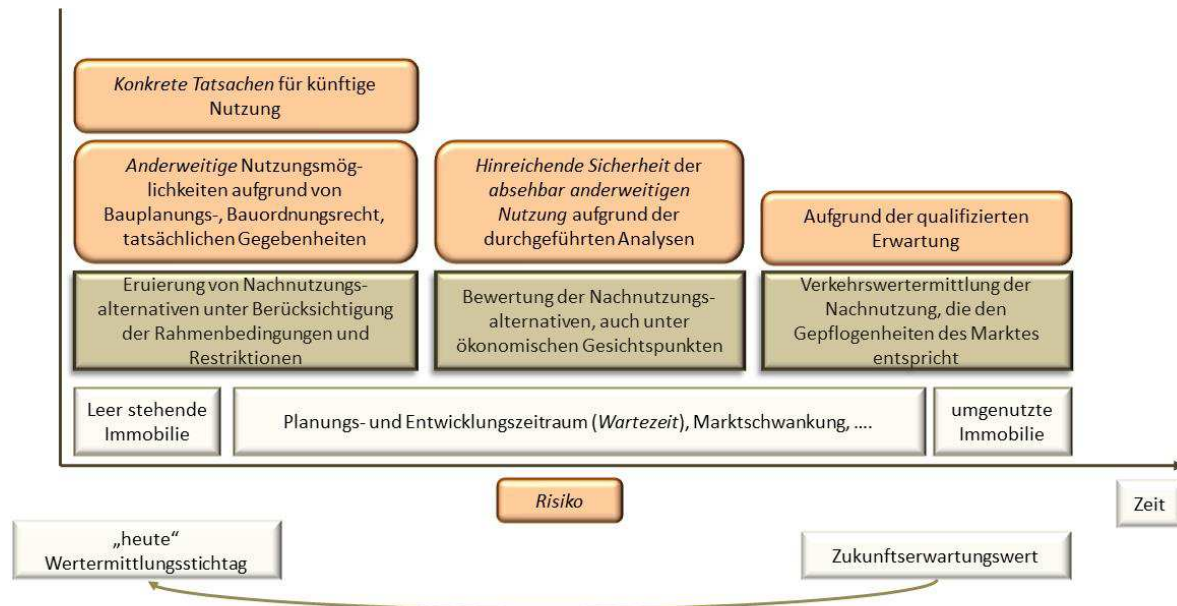 Konkrete Tatsachen für künftige
Nutzung
Anderweitige Nutzungsmög-
lichkeiten aufgrund von
Bauplanungs-, Bauordnungsrecht,
tatsächlichen Gegebenheiten
Hinreichende Sicherheit der
absehbar anderweitigen
Nutzung aufgrund der
durchgeführten Analysen
Aufgrund der qualifizierten
Erwartung
Eruierung von Nachnutzungs-
alternativen unter Berücksichtigung
der Rahmenbedingungen und
Restriktionen
Bewertung der Nachnutzungs-
alternativen, auch unter
ökonomischen Gesichtspunkten
Verkehrswertermittlung der
Nachnutzung, die den
Gepflogenheiten des Marktes
entspricht
Leer stehende
Immobilie
Planungs- und Entwicklungszeitraum (Wartezeit), Marktschwankung, ....
umgenutzte
Immobilie
Risiko
Zeit
„heute“
Wertermittlungsstichtag
Zukunftserwartungswert